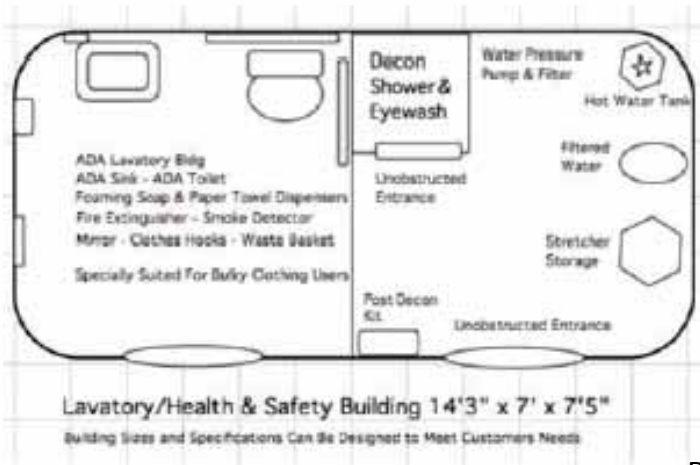 Decon
Shower &
Eyewash
Water Pressure
Pump & Filter
Hot Water Tank
Filtered
Water
Unobstructed
Entrance
ADA Lavatory Bldg
ADA Sink - ADA Toilet
Foaming Soap & Paper Towel Dispensers
Fire Extinguisher - Smoke Detector
Mirror - Clothes Hooks - Waste Basket
Specially Suited For Bulky Clothing Users
Stretcher
Storage
Post Decon
Kit
Unobstructed Entrance
Lavatory/Health & Safety Building 14'3" x 7' x 7'5"
Building Sizes and Specifications Can Be Designed to Meet Customers Needs